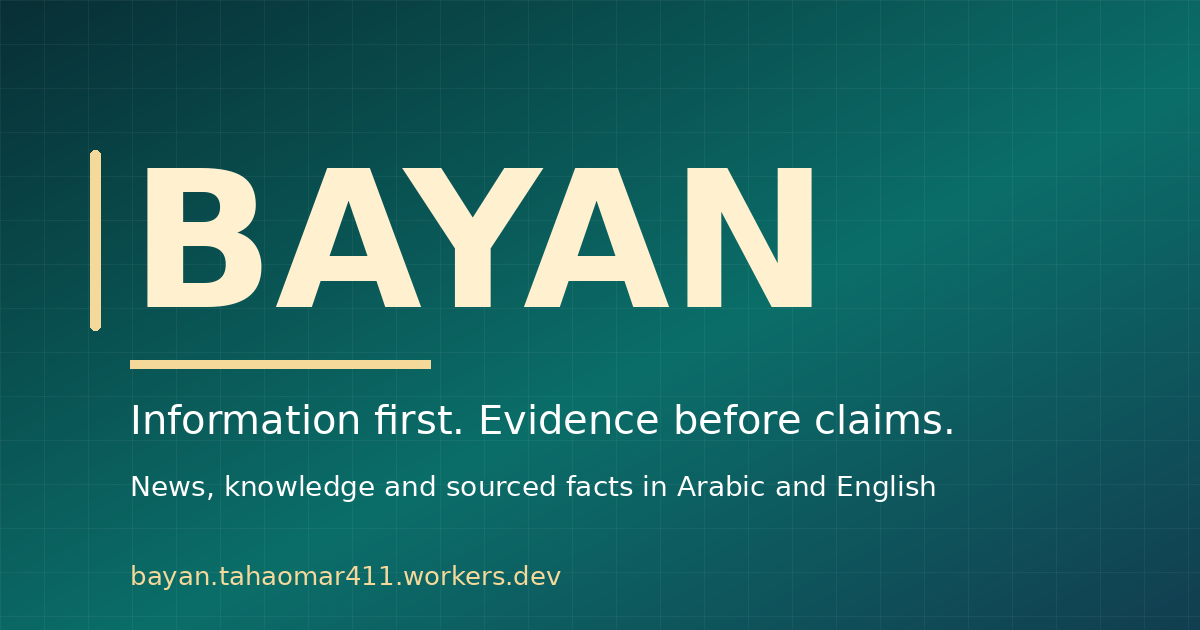 BAYAN
Information first. Evidence before claims.
News, knowledge and sourced facts in Arabic and English
bayan.tahaomar411.workers.dev